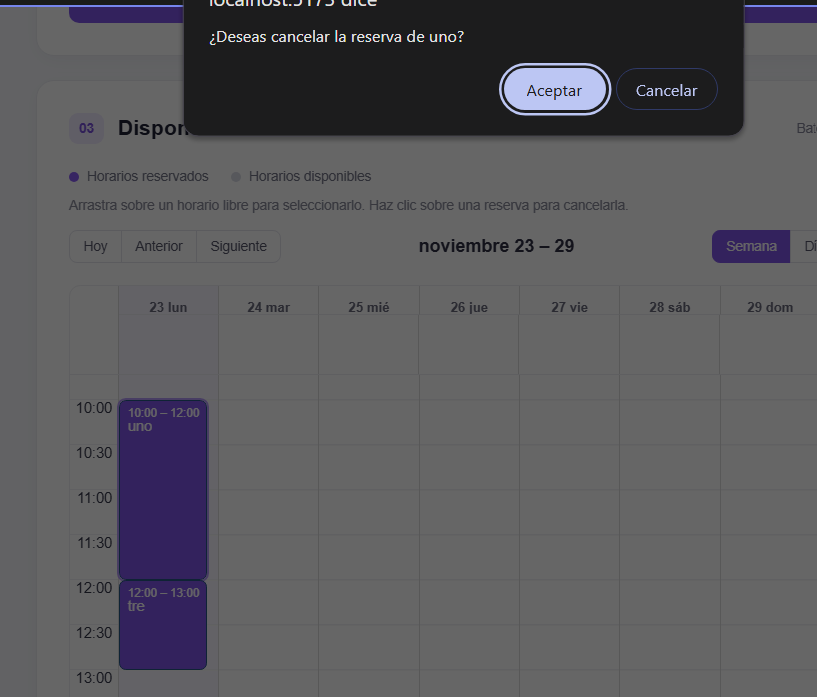 localhost:5173 dice
¿Deseas cancelar la reserva de uno?
Aceptar
Cancelar
03
Horarios reservados
Horarios disponibles
Arrastra sobre un horario libre para seleccionarlo. Haz clic sobre una reserva para cancelarla.
Hoy
Anterior
Siguiente
noviembre 23 – 29
Semana
23 lun
24 mar
25 mié
26 jue
27 vie
28 sáb
29 dom
10:00
10:00 – 12:00
uno
10:30
11:00
11:30
12:00
12:00 – 13:00
tre
12:30
13:00